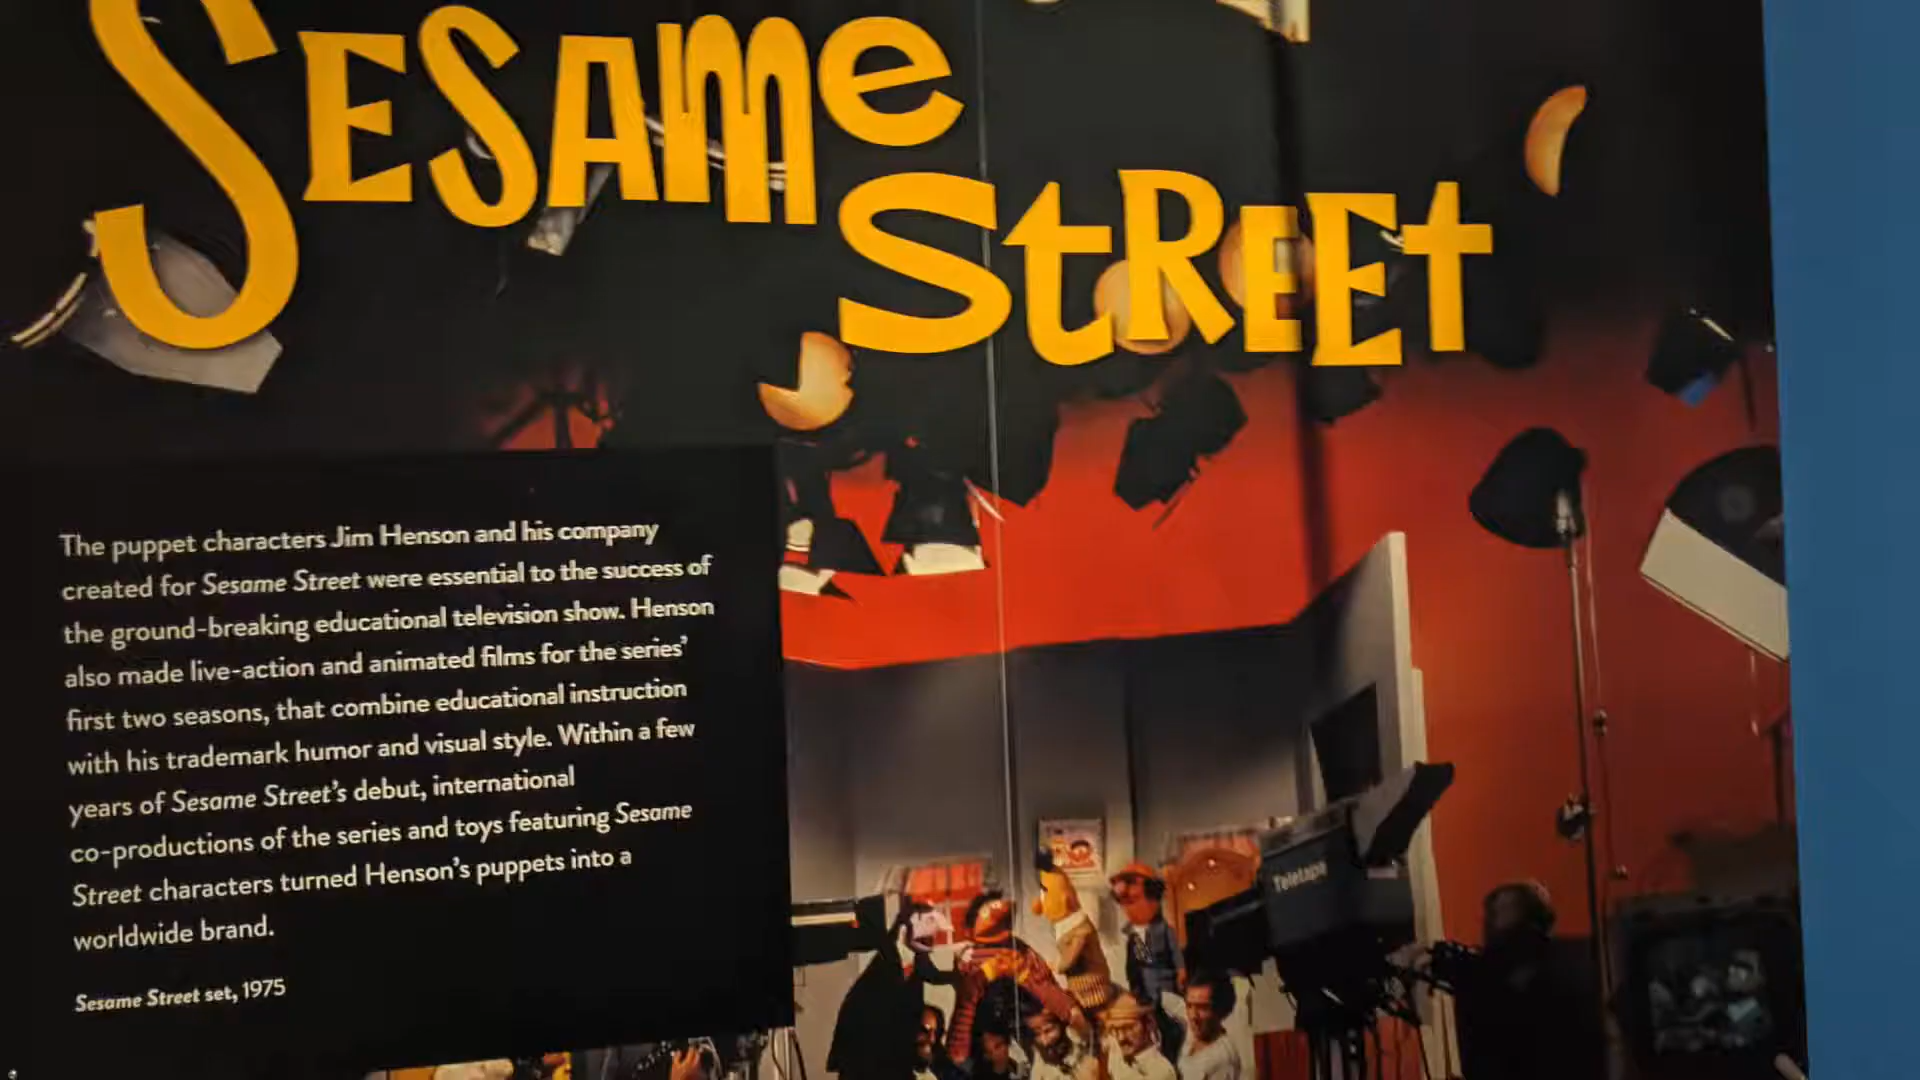 SESAME
STREET
The puppet characters Jim Henson and his company
created for Sesame Street were essential to the success of
the ground-breaking educational television show. Henson
also made live-action and animated films for the series'
first two seasons, that combine educational instruction
with his trademark humor and visual style. Within a few
years of Sesame Street's debut, international
co-productions of the series and toys featuring Sesame
Street characters turned Henson's puppets into a
worldwide brand.
Sesame Street set, 1975
Teletape